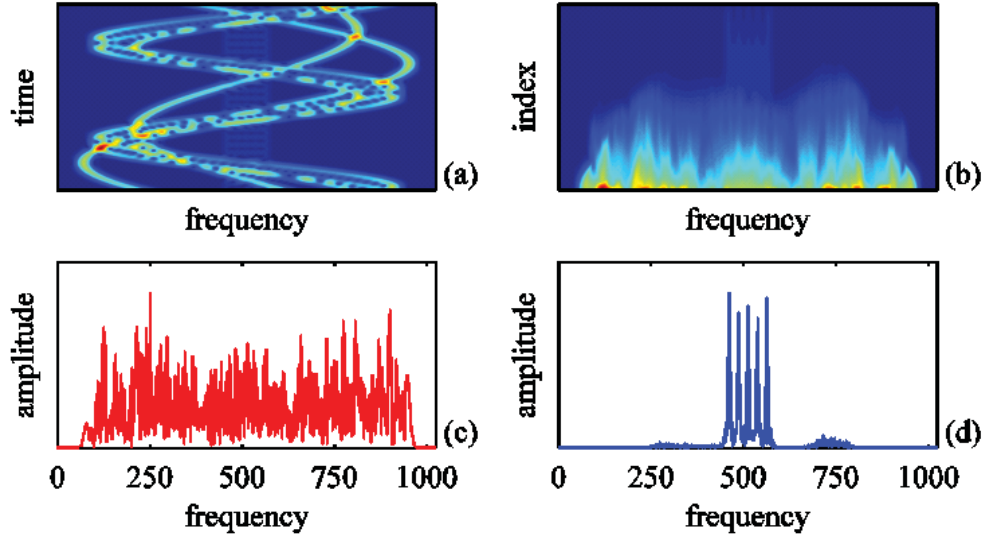 time
(a)
frequency
index
(b)
frequency
amplitude
(c)
0 250 500 750 1000
frequency
amplitude
(d)
0 250 500 750 1000
frequency